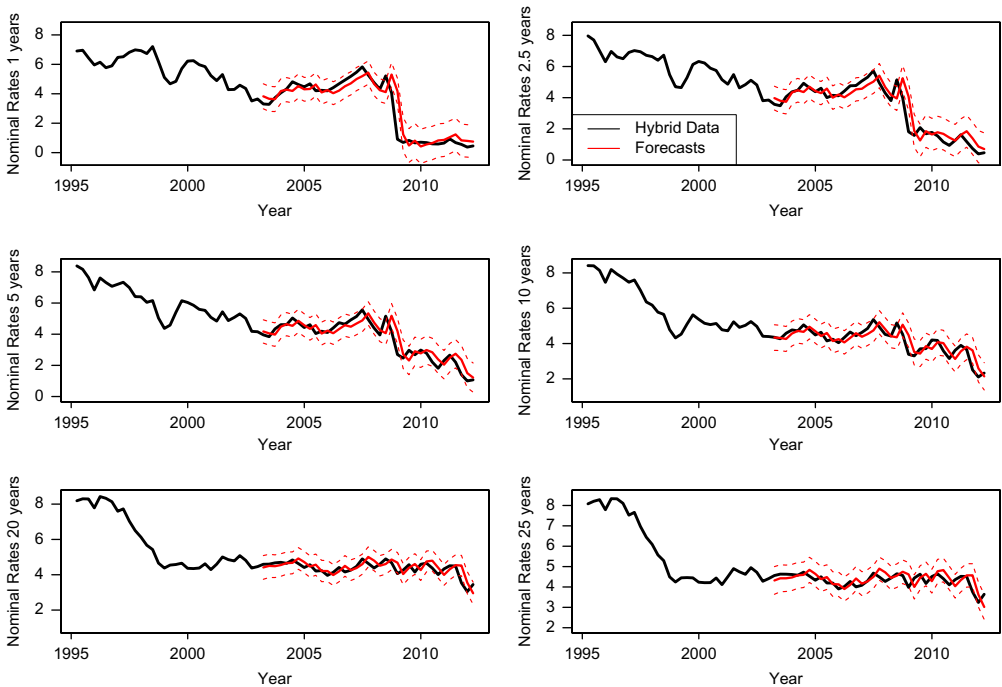 Nominal Rates 1 years
8
6
4
2
0
1995 2000 2005 2010
Year
Nominal Rates 2.5 years
8
6
4
2
0
Hybrid Data
Forecasts
1995 2000 2005 2010
Year
Nominal Rates 5 years
8
6
4
2
0
1995 2000 2005 2010
Year
Nominal Rates 10 years
8
6
4
2
1995 2000 2005 2010
Year
Nominal Rates 20 years
8
6
4
2
1995 2000 2005 2010
Year
Nominal Rates 25 years
8
7
6
5
4
3
2
1995 2000 2005 2010
Year